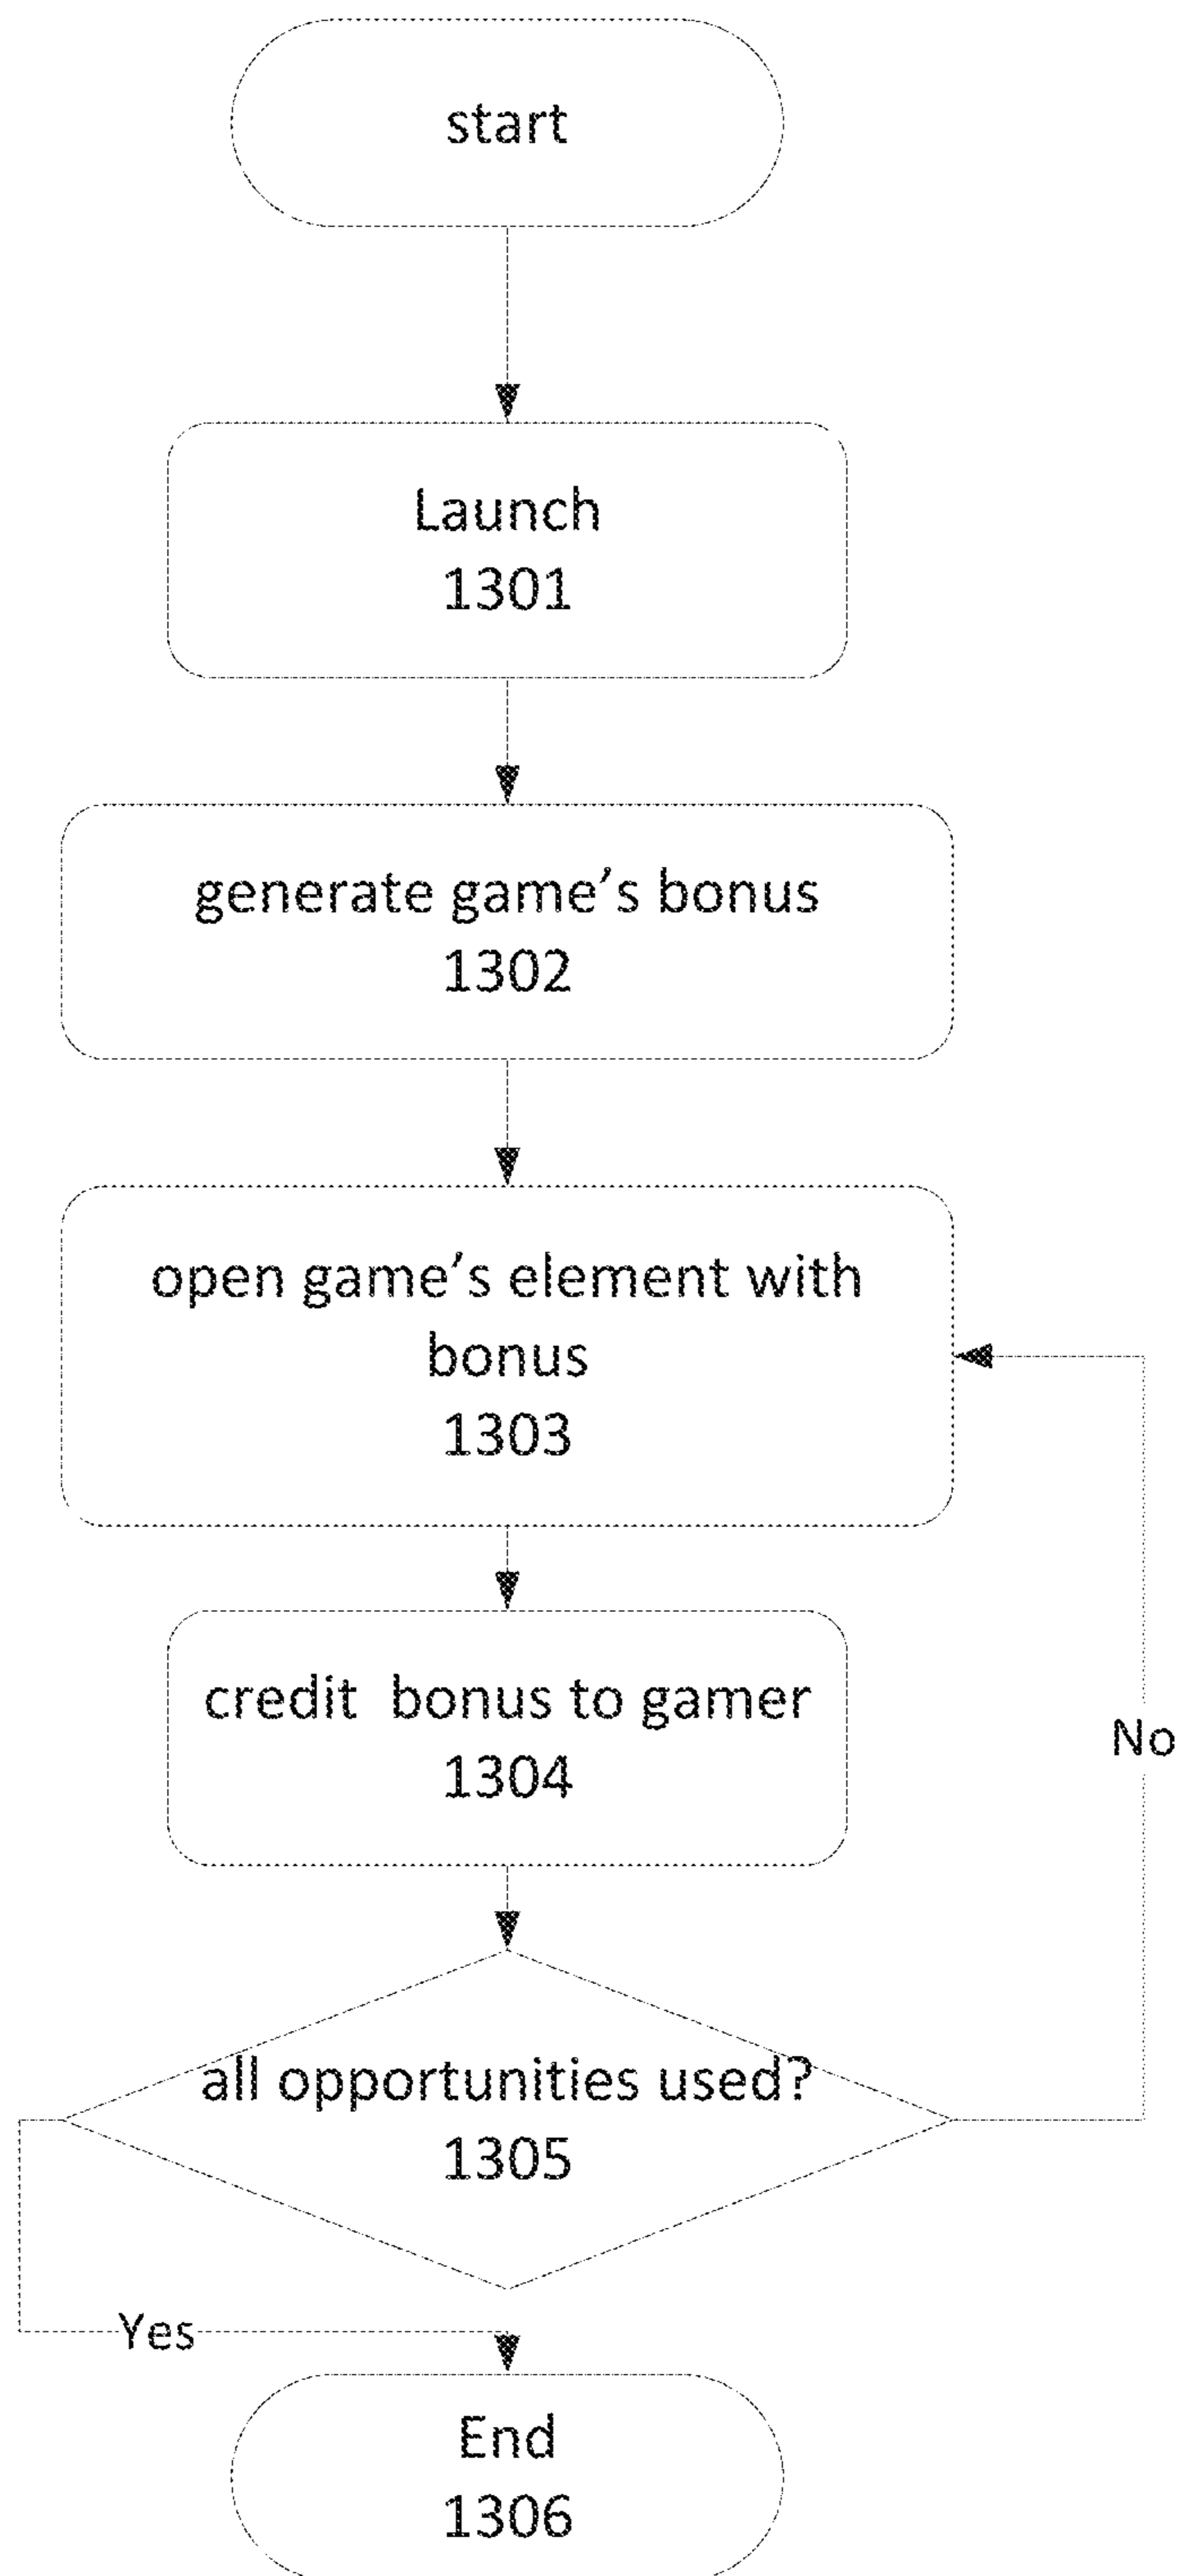 start
Launch
1301
generate game’s bonus
1302
open game’s element with
bonus
1303
credit  bonus to gamer
1304
No
all opportunities used?
1305
Yes
End
1306